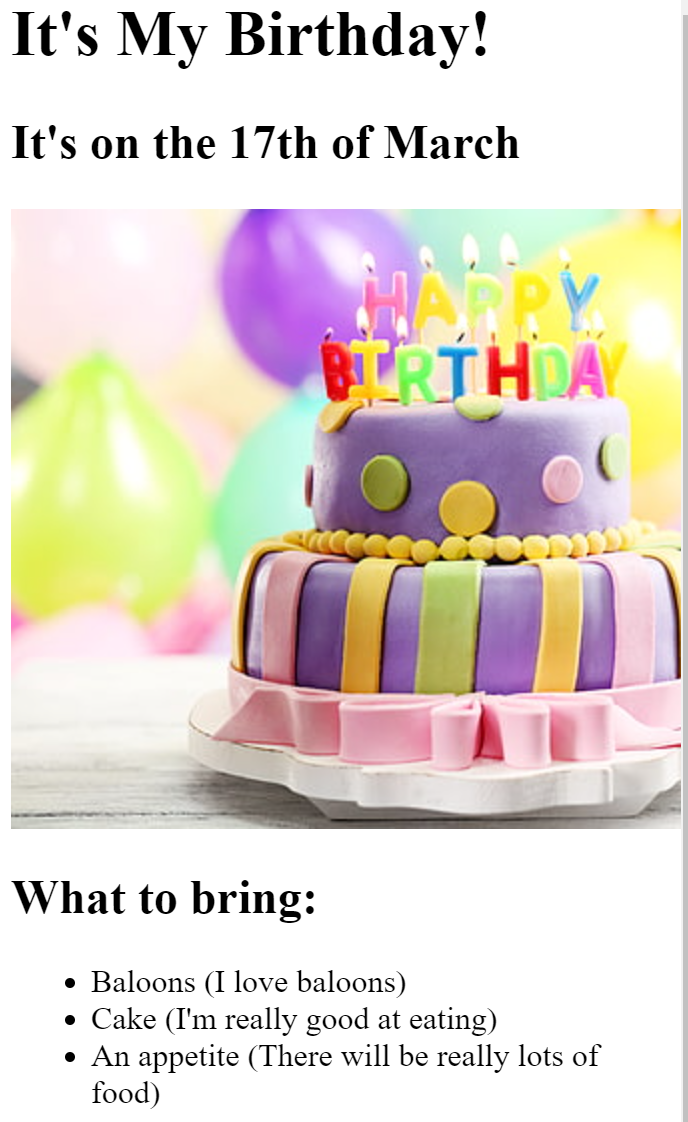 It's My Birthday!
It's on the 17th of March
HAPPY
BIRTHDAY
What to bring:
Baloons (I love baloons)
Cake (I'm really good at eating)
An appetite (There will be really lots of
food)